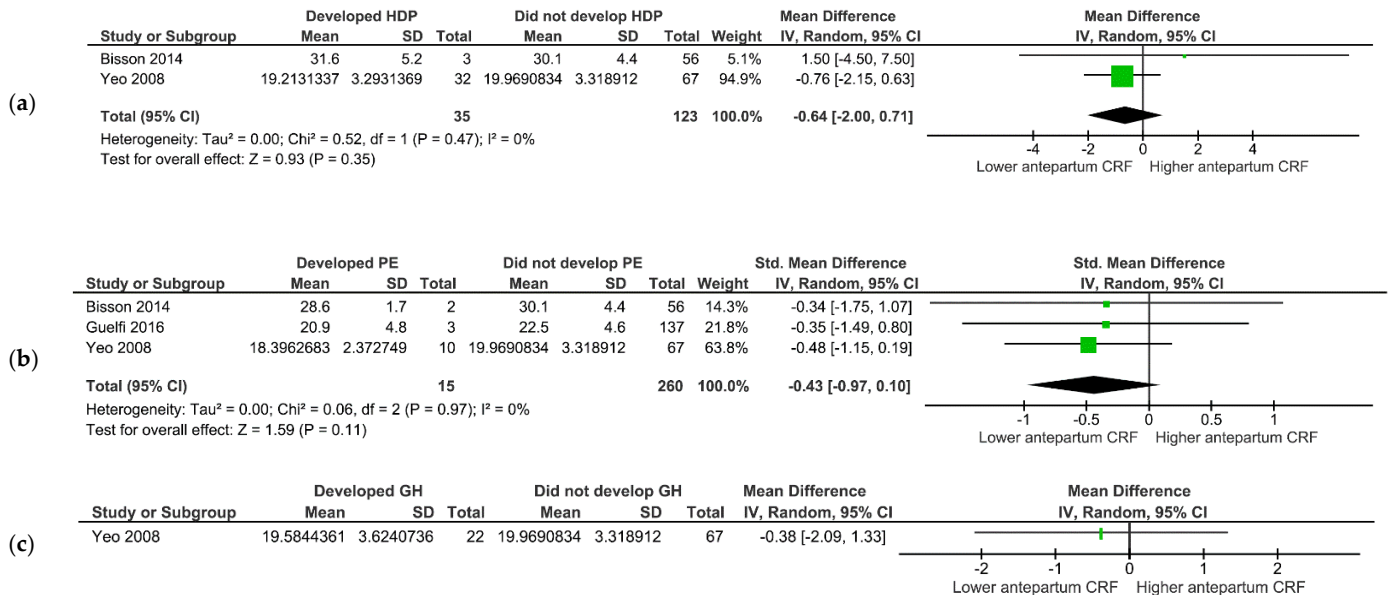 (a)
Developed HDP Did not develop HDP Mean Difference Mean Difference
Study or Subgroup Mean SD Total Mean SD Total Weight IV, Random, 95% CI IV, Random, 95% CI
Bisson 2014 31.6 5.2 3 30.1 4.4 56 5.1% 1.50 [-4.50, 7.50]
Yeo 2008 19.2131337 3.2931369 32 19.9690834 3.318912 67 94.9% -0.76 [-2.15, 0.63]
Total (95% CI) 35 123 100.0% -0.64 [-2.00, 0.71]
Heterogeneity: Tau² = 0.00; Chi² = 0.52, df = 1 (P = 0.47); I² = 0%
Test for overall effect: Z = 0.93 (P = 0.35)
-4 -2 0 2 4
Lower antepartum CRF Higher antepartum CRF
(b)
Developed PE Did not develop PE Std. Mean Difference Std. Mean Difference
Study or Subgroup Mean SD Total Mean SD Total Weight IV, Random, 95% CI IV, Random, 95% CI
Bisson 2014 28.6 1.7 2 30.1 4.4 56 14.3% -0.34 [-1.75, 1.07]
Guelfi 2016 20.9 4.8 3 22.5 4.6 137 21.8% -0.35 [-1.49, 0.80]
Yeo 2008 18.3962683 2.372749 10 19.9690834 3.318912 67 63.8% -0.48 [-1.15, 0.19]
Total (95% CI) 15 260 100.0% -0.43 [-0.97, 0.10]
Heterogeneity: Tau² = 0.00; Chi² = 0.06, df = 2 (P = 0.97); I² = 0%
Test for overall effect: Z = 1.59 (P = 0.11)
-1 -0.5 0 0.5 1
Lower antepartum CRF Higher antepartum CRF
(c)
Developed GH Did not develop GH Mean Difference Mean Difference
Study or Subgroup Mean SD Total Mean SD Total IV, Random, 95% CI IV, Random, 95% CI
Yeo 2008 19.5844361 3.6240736 22 19.9690834 3.318912 67 -0.38 [-2.09, 1.33]
-2 -1 0 1 2
Lower antepartum CRF Higher antepartum CRF